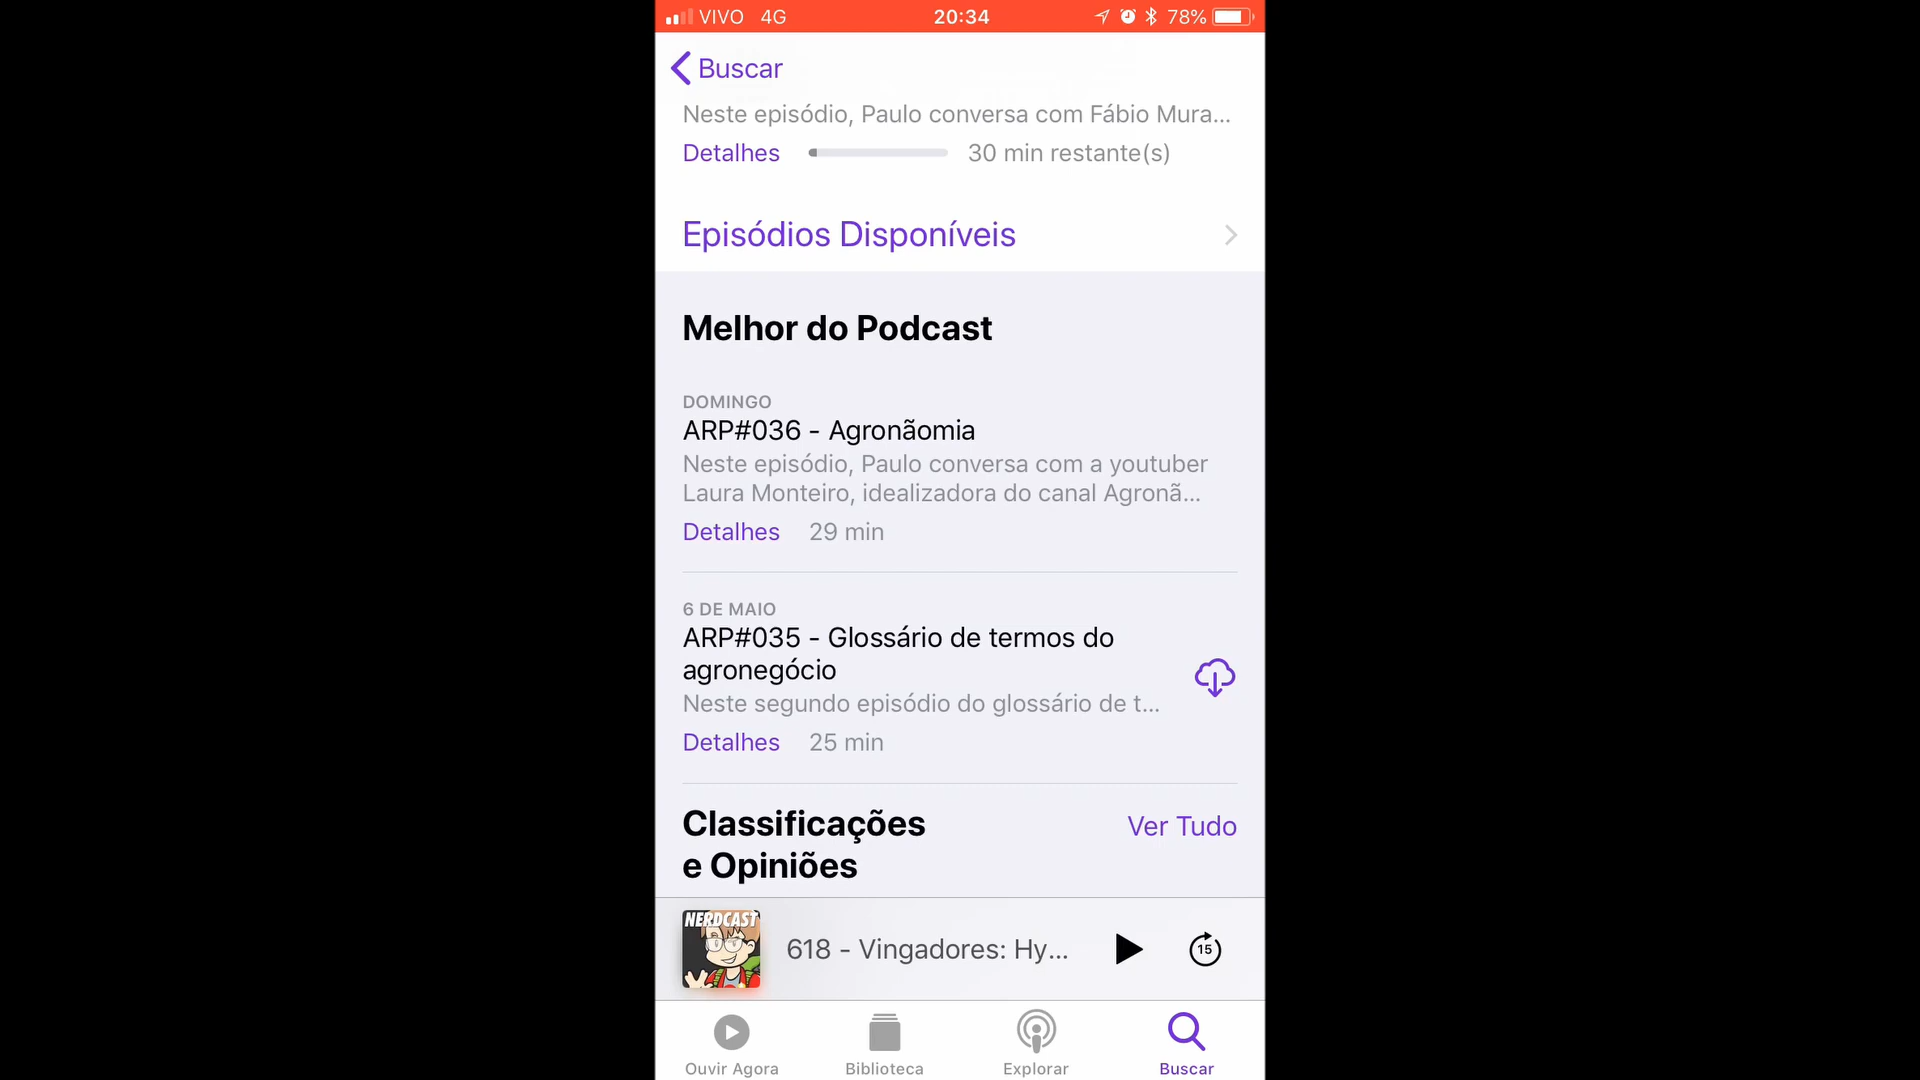 VIVO 4G 20:34 78%
Buscar
Neste episódio, Paulo conversa com Fábio Mura...
Detalhes 30 min restante(s)
Episódios Disponíveis
Melhor do Podcast
DOMINGO
ARP#036 - Agronãomia
Neste episódio, Paulo conversa com a youtuber
Laura Monteiro, idealizadora do canal Agronã...
Detalhes 29 min
6 DE MAIO
ARP#035 - Glossário de termos do
agronegócio
Neste segundo episódio do glossário de t...
Detalhes 25 min
Classificações
e Opiniões
Ver Tudo
NERDCAST
618 - Vingadores: Hy...
15
Ouvir Agora Biblioteca Explorar Buscar